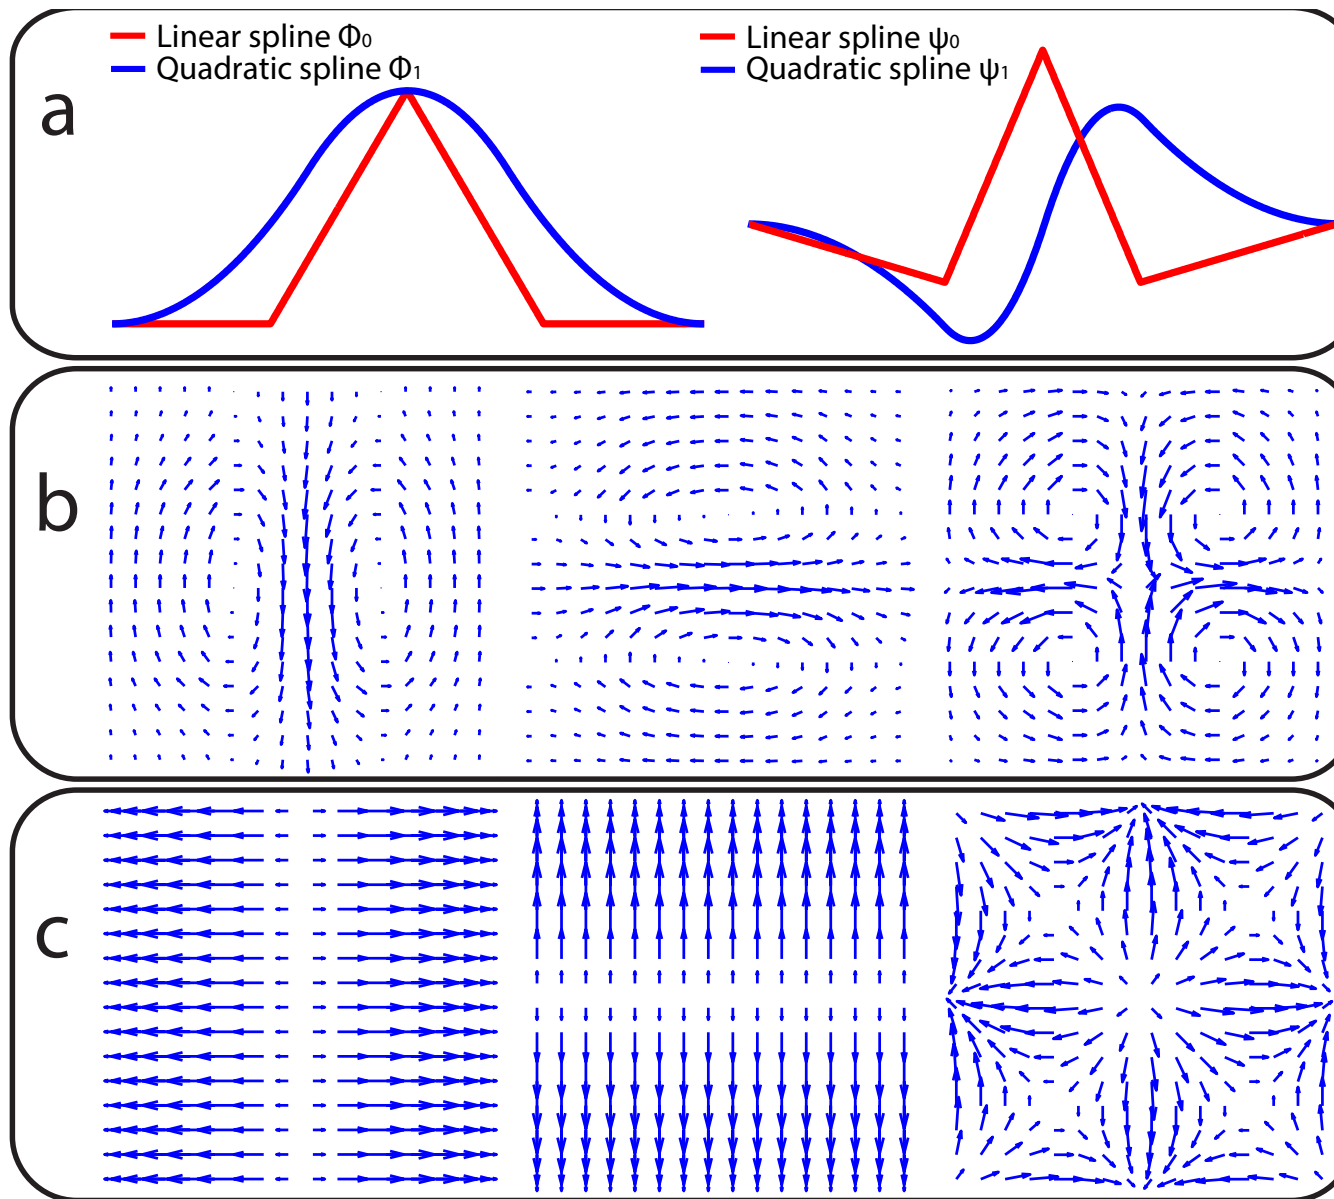 a
Linear spline Φ₀
Quadratic spline Φ₁
Linear spline ψ₀
Quadratic spline ψ₁
b
c